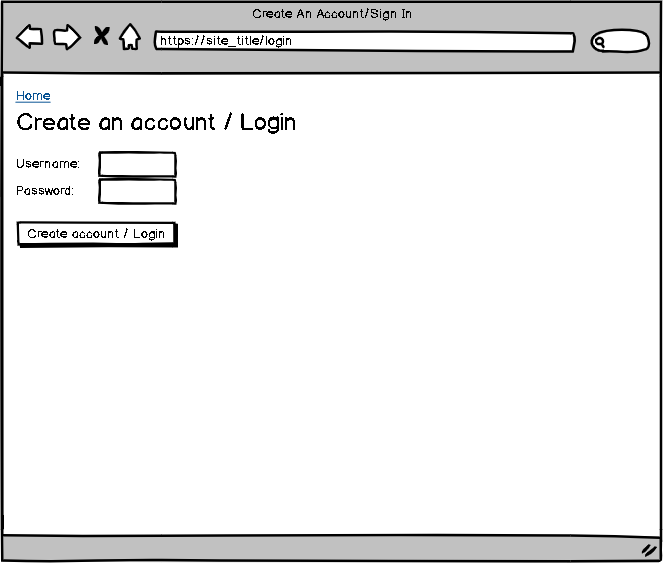 Create An Account/Sign In
https://site_title/login
Home
Create an account / Login
Username:
Password:
Create account / Login